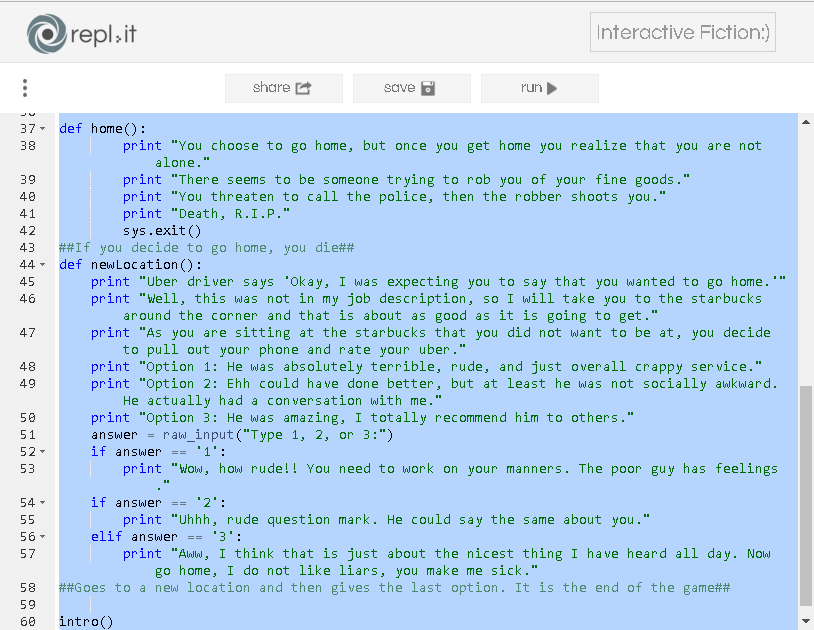 repl.it
Interactive Fiction:)
share
save
run
37 def home():
38 print "You choose to go home, but once you get home you realize that you are not
alone."
39 print "There seems to be someone trying to rob you of your fine goods."
40 print "You threaten to call the police, then the robber shoots you."
41 print "Death, R.I.P."
42 sys.exit()
43 ##If you decide to go home, you die##
44 def newLocation():
45 print "Uber driver says 'Okay, I was expecting you to say that you wanted to go home.'"
46 print "Well, this was not in my job description, so I will take you to the starbucks
around the corner and that is about as good as it is going to get."
47 print "As you are sitting at the starbucks that you did not want to be at, you decide
to pull out your phone and rate your uber."
48 print "Option 1: He was absolutely terrible, rude, and just overall crappy service."
49 print "Option 2: Ehh could have done better, but at least he was not socially awkward.
He actually had a conversation with me."
50 print "Option 3: He was amazing, I totally recommend him to others."
51 answer = raw_input("Type 1, 2, or 3:")
52 if answer == '1':
53 print "Wow, how rude!! You need to work on your manners. The poor guy has feelings
."
54 if answer == '2':
55 print "Uhhh, rude question mark. He could say the same about you."
56 elif answer == '3':
57 print "Aww, I think that is just about the nicest thing I have heard all day. Now
go home, I do not like liars, you make me sick."
58 ##Goes to a new location and then gives the last option. It is the end of the game##
59
60 intro()